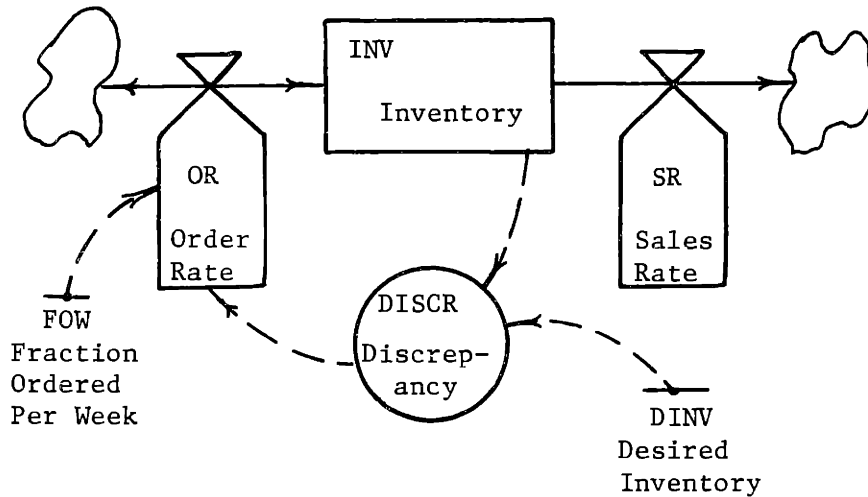 INV
Inventory
OR
Order
Rate
SR
Sales
Rate
FOW
Fraction
Ordered
Per Week
DISCR
Discrep-
ancy
DINV
Desired
Inventory